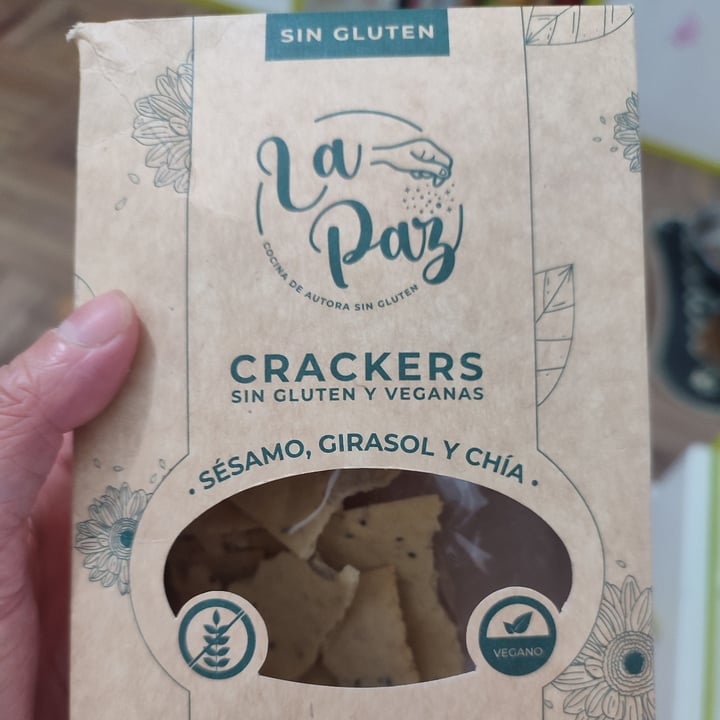 SIN GLUTEN
La
Paz
COCINA DE AUTORA SIN GLUTEN
CRACKERS
SIN GLUTEN Y VEGANAS
• SÉSAMO, GIRASOL Y CHÍA •
VEGANO